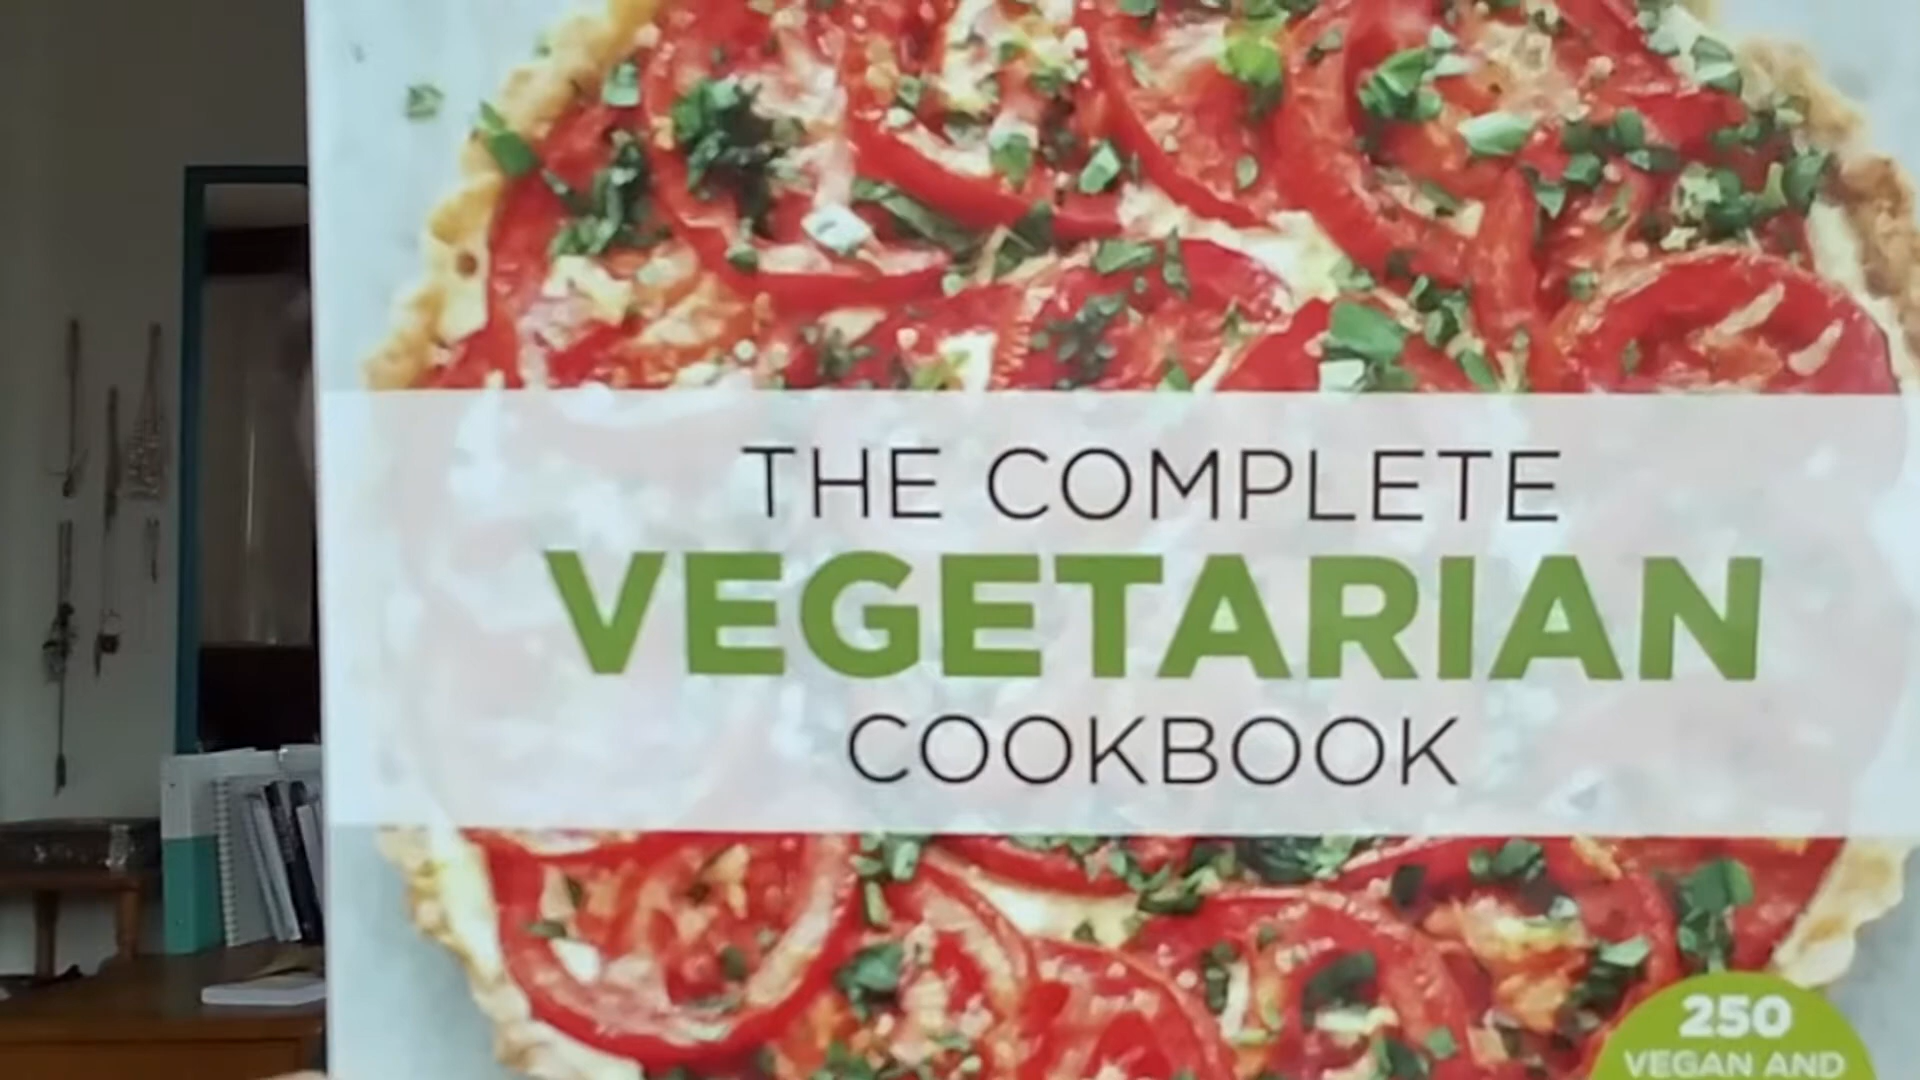 THE COMPLETE
VEGETARIAN
COOKBOOK
250
VEGAN AND